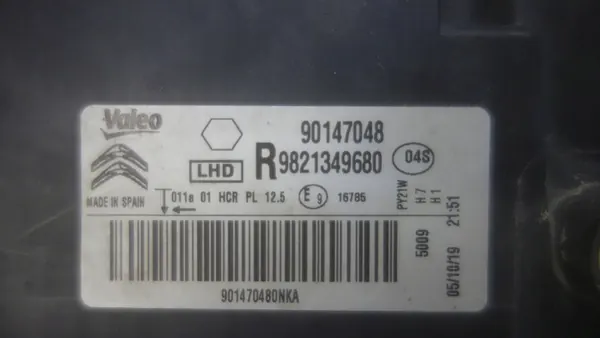 Valeo
90147048
LHD R 9821349680 04S
MADE IN SPAIN
011a 01 HCR PL 12.5 E9 16785
PY21W
H7
H1
5009
05/10/19 21:51
901470480NKA